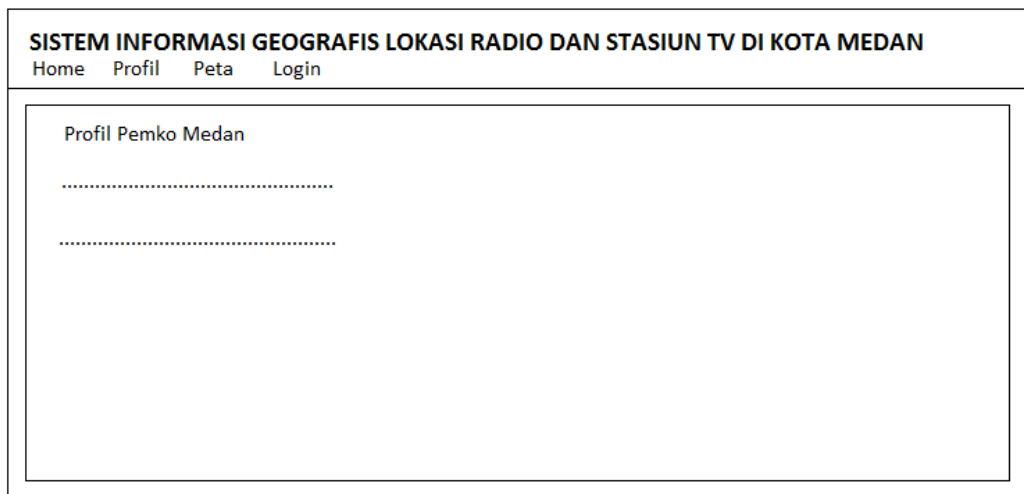 SISTEM INFORMASI GEOGRAFIS LOKASI RADIO DAN STASIUN TV DI KOTA MEDAN
Home Profil Peta Login
Profil Pemko Medan
.................................................
..................................................